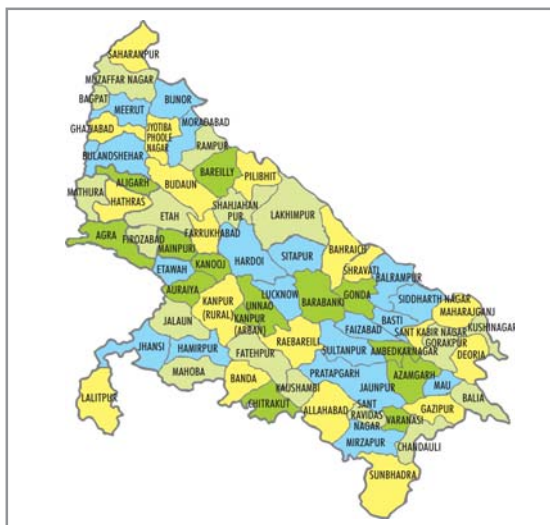 SAHARANPUR
MUZAFFAR NAGAR
BAGPAT
MEERUT
BIJNOR
GHAZIABAD
JYOTIBA
PHOOLE
NAGAR
MORADABAD
RAMPUR
BULANDSHEHAR
BAREILLY
PILIBHIT
ALIGARH
BUDAUN
MATHURA
HATHRAS
ETAH
SHAHJAHAN
PUR
LAKHIMPUR
AGRA
FIROZABAD
MAINPURI
FARRUKHABAD
HARDOI
SITAPUR
BAHRAICH
SHRAVATI
BALRAMPUR
ETAWAH
KANOOJ
AURAIYA
KANPUR
(RURAL)
UNNAO
LUCKNOW
BARABANKI
GONDA
SIDDHARTH NAGAR
MAHARAJGANJ
KANPUR
(ARBAN)
FAIZABAD
BASTI
SANT KABIR NAGAR
KUSHINAGAR
GORAKPUR
DEORIA
JALAUN
RAEBAREILI
SULTANPUR
AMBEDKARNAGAR
JHANSI
HAMIRPUR
FATEHPUR
PRATAPGARH
AZAMGARH
MAU
BALIA
MAHOBA
BANDA
KAUSHAMBI
JAUNPUR
LALITPUR
CHITRAKUT
ALLAHABAD
SANT
RAVIDAS
NAGAR
VARANASI
GAZIPUR
MIRZAPUR
CHANDAULI
SUNBHADRA